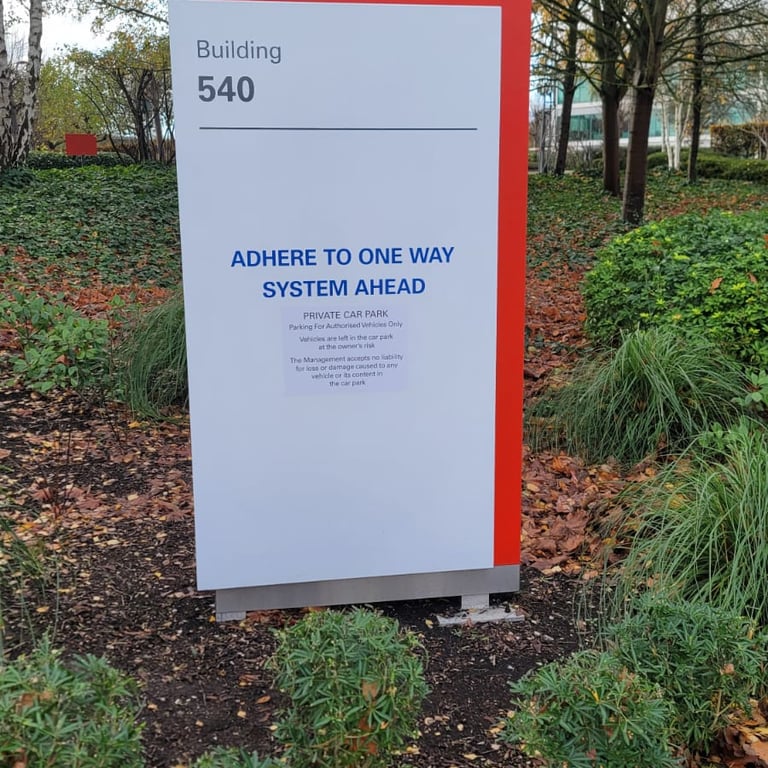 Building
540
ADHERE TO ONE WAY
SYSTEM AHEAD
PRIVATE CAR PARK
Parking For Authorised Vehicles Only
Vehicles are left in the car park
at the owner's risk
The Management accepts no liability
for loss or damage caused to any
vehicle or its content in
the car park